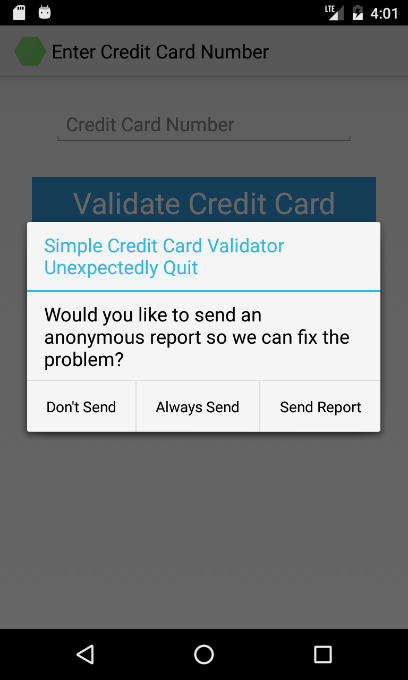 LTE 4:01
Enter Credit Card Number
Credit Card Number
Validate Credit Card
Simple Credit Card Validator
Unexpectedly Quit
Would you like to send an
anonymous report so we can fix the
problem?
Don't Send Always Send Send Report